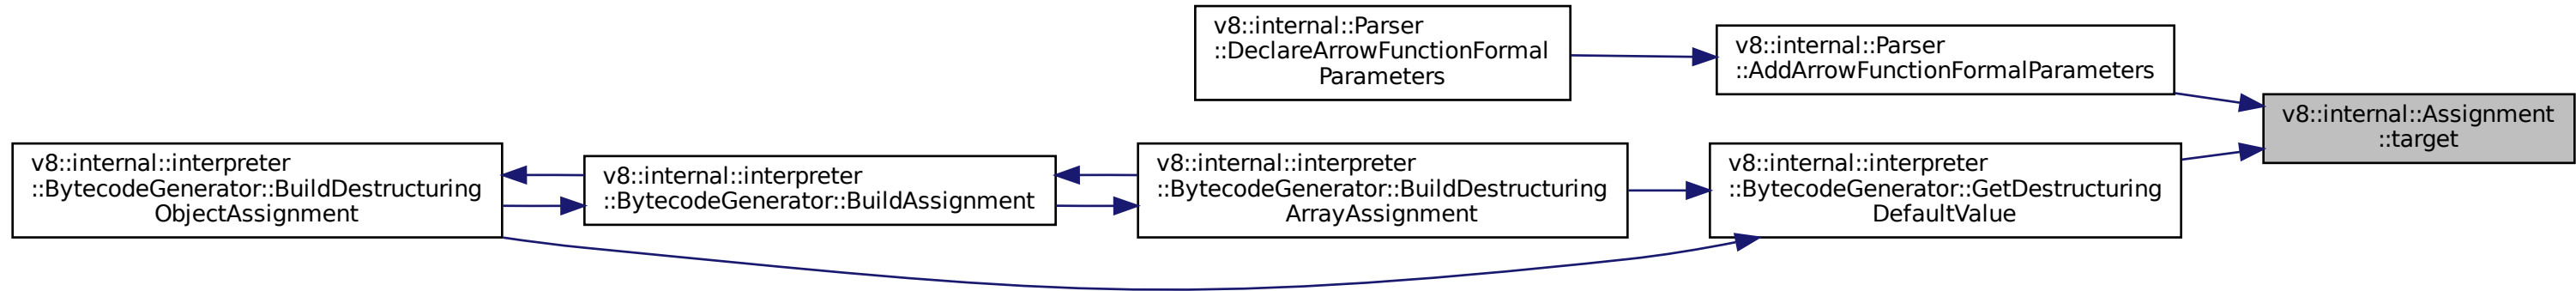 v8::internal::Parser
::DeclareArrowFunctionFormal
Parameters
v8::internal::Parser
::AddArrowFunctionFormalParameters
v8::internal::Assignment
::target
v8::internal::interpreter
::BytecodeGenerator::BuildDestructuring
ObjectAssignment
v8::internal::interpreter
::BytecodeGenerator::BuildAssignment
v8::internal::interpreter
::BytecodeGenerator::BuildDestructuring
ArrayAssignment
v8::internal::interpreter
::BytecodeGenerator::GetDestructuring
DefaultValue